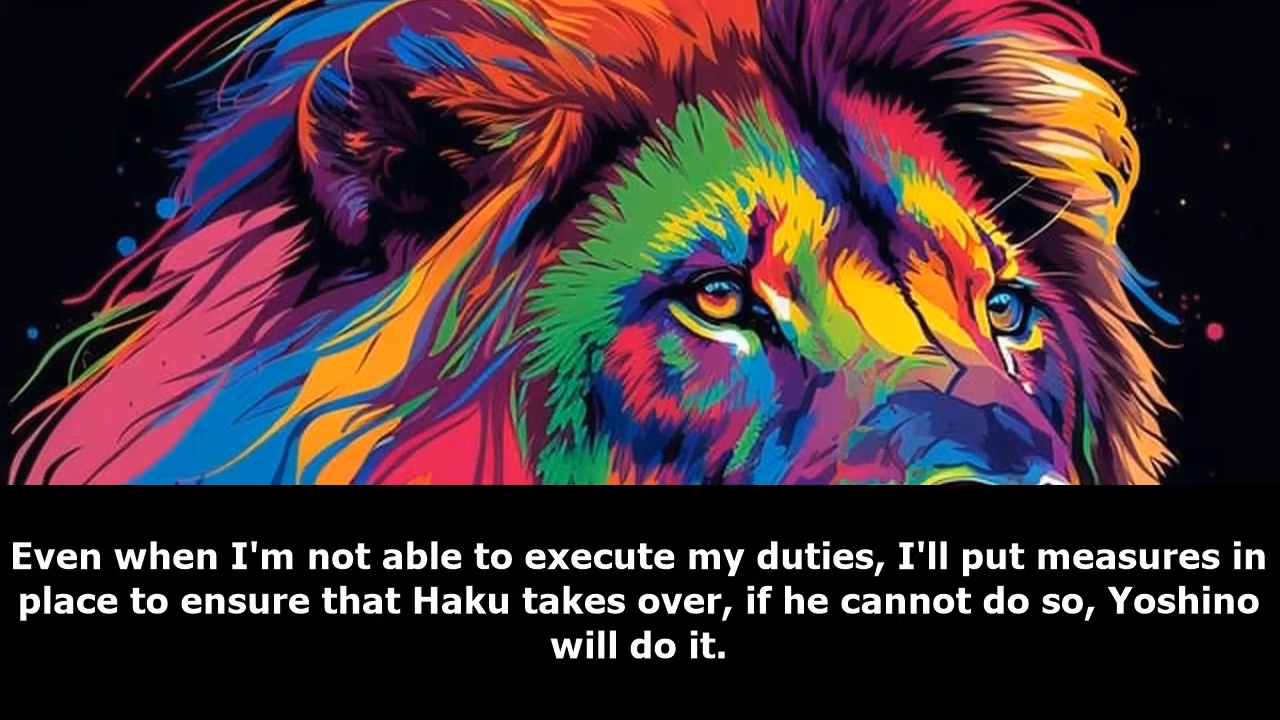 Even when I'm not able to execute my duties, I'll put measures in
place to ensure that Haku takes over, if he cannot do so, Yoshino
will do it.